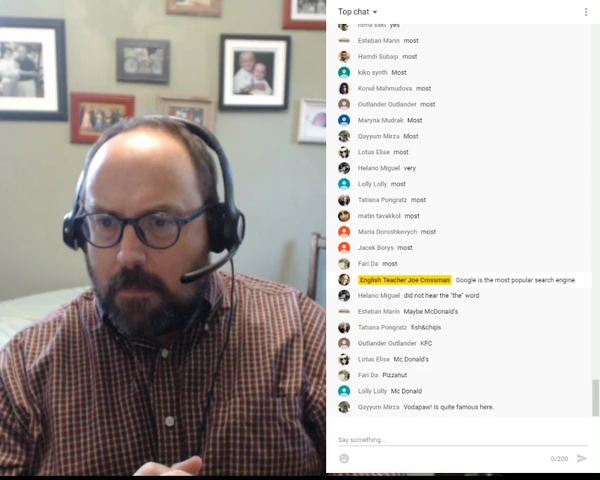 Top chat
Rima saki yes
Esteban Marin most
Hamdi Subaşı most
kiko synth Most
Konul Mahmudova most
Outlander Outlander most
Maryna Mudrak Most
Qayyum Mirza Most
Lotus Elise most
Helano Miguel very
Lolly Lolly most
Tatiana Pongratz most
matin tavakkol most
Maria Doroshkevych most
Jacek Borys most
Fari Da most
English Teacher Joe Crossman Google is the most popular search engine.
Helano Miguel did not hear the "the" word
Esteban Marin Maybe McDonald's
Tatiana Pongratz fish&chips
Outlander Outlander KFC
Lotus Elise Mc Donald's
Fari Da Pizzahut
Lolly Lolly Mc Donald
Qayyum Mirza Vodapaw! Is quite famous here.
Say something...
0/200